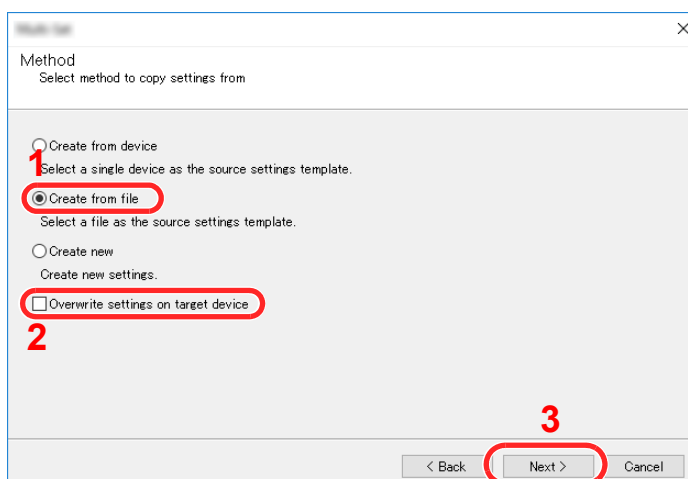 Method
Select method to copy settings from
Create from device
1
Select a single device as the source settings template.
Create from file
Select a file as the source settings template.
Create new
Create new settings.
Overwrite settings on target device
2
3
< Back
Next >
Cancel